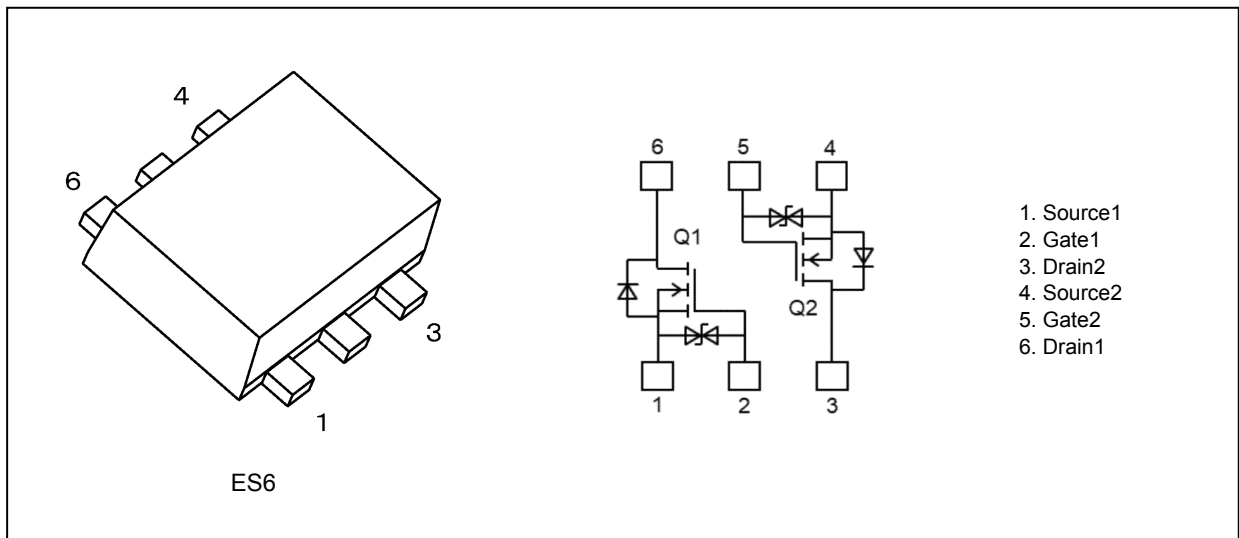 4
6
3
1
ES6
6 5 4
Q1
Q2
1 2 3
1. Source1
2. Gate1
3. Drain2
4. Source2
5. Gate2
6. Drain1